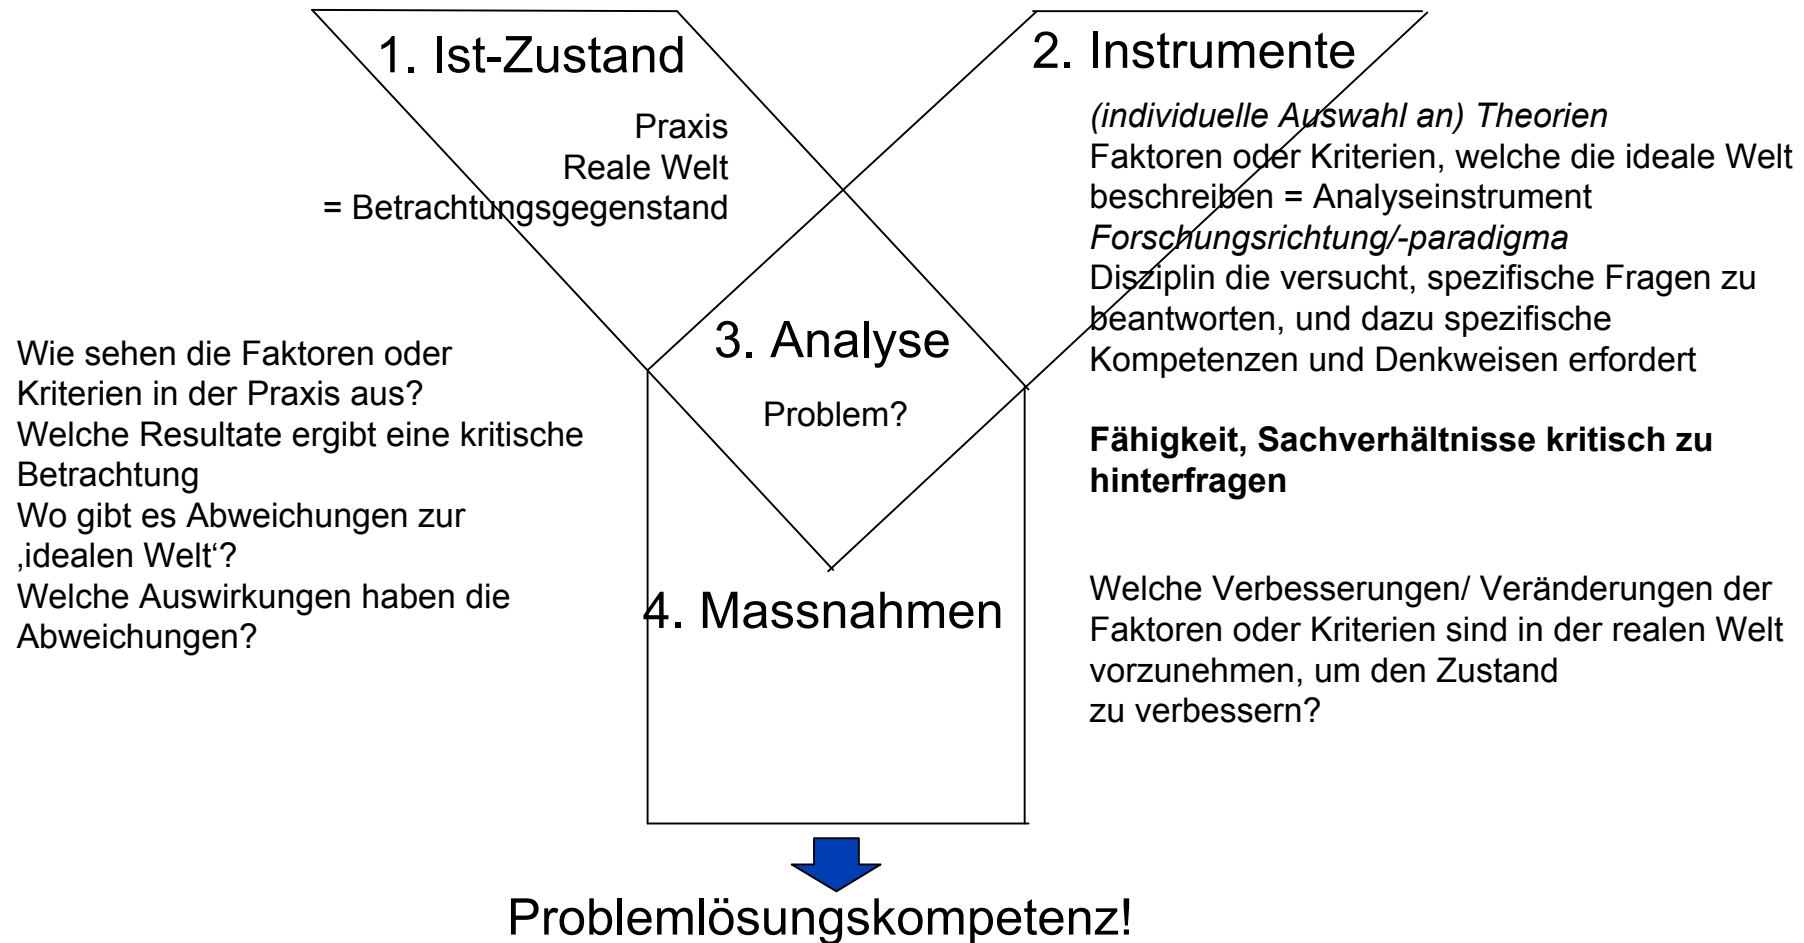 1. Ist-Zustand
Praxis
Reale Welt
= Betrachtungsgegenstand
2. Instrumente
(individuelle Auswahl an) Theorien
Faktoren oder Kriterien, welche die ideale Welt
beschreiben = Analyseinstrument
Forschungsrichtung/-paradigma
Disziplin die versucht, spezifische Fragen zu
beantworten, und dazu spezifische
Kompetenzen und Denkweisen erfordert
Fähigkeit, Sachverhältnisse kritisch zu
hinterfragen
3. Analyse
Problem?
Wie sehen die Faktoren oder
Kriterien in der Praxis aus?
Welche Resultate ergibt eine kritische
Betrachtung
Wo gibt es Abweichungen zur
‚idealen Welt‘?
Welche Auswirkungen haben die
Abweichungen?
4. Massnahmen
Welche Verbesserungen/ Veränderungen der
Faktoren oder Kriterien sind in der realen Welt
vorzunehmen, um den Zustand
zu verbessern?
Problemlösungskompetenz!